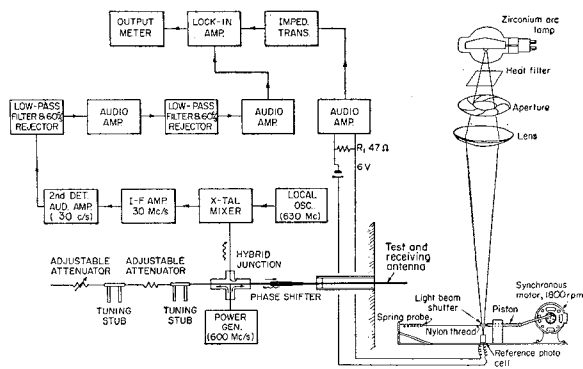 OUTPUT
METER
LOCK-IN
AMP.
IMPED.
TRANS.
LOW-PASS
FILTER & 60%
REJECTOR
AUDIO
AMP.
LOW-PASS
FILTER & 60%
REJECTOR
AUDIO
AMP.
AUDIO
AMP.
R, 47 Ω
6 V
2nd DET.
AUD. AMP.
( 30 c/s )
I-F AMP.
30 Mc/s
X-TAL
MIXER
LOCAL
OSC.
(630 Mc)
ADJUSTABLE
ATTENUATOR
ADJUSTABLE
ATTENUATOR
HYBRID
JUNCTION
PHASE SHIFTER
TUNING
STUB
TUNING
STUB
POWER
GEN.
(600 Mc/s)
Test and
receiving
antenna
Zirconium arc
lamp
Heat filter
Aperture
Lens
Light beam
shutter
Spring probe
Nylon thread
Piston
Synchronous
motor, 1800 rpm
Reference photo
cell